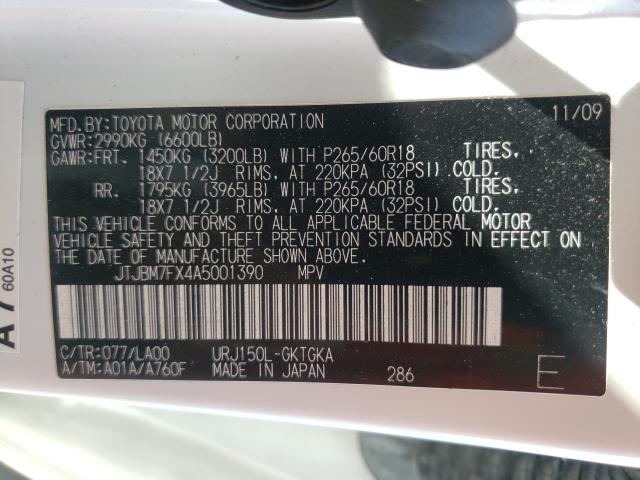 MFD.BY:TOYOTA MOTOR CORPORATION 11/09
GVWR:2990KG (6600LB)
GAWR:FRT. 1450KG (3200LB) WITH P265/60R18 TIRES,
18X7 1/2J RIMS, AT 220KPA (32PSI) COLD.
RR. 1795KG (3965LB) WITH P265/60R18 TIRES,
18X7 1/2J RIMS, AT 220KPA (32PSI) COLD.
THIS VEHICLE CONFORMS TO ALL APPLICABLE FEDERAL MOTOR
VEHICLE SAFETY AND THEFT PREVENTION STANDARDS IN EFFECT ON
THE DATE OF MANUFACTURE SHOWN ABOVE.
JTJBM7FX4A5001390 MPV
C/TR:077/LA00 URJ150L-GKTGKA
A/TM:A01A/A760F MADE IN JAPAN 286 E
A 7
60A10